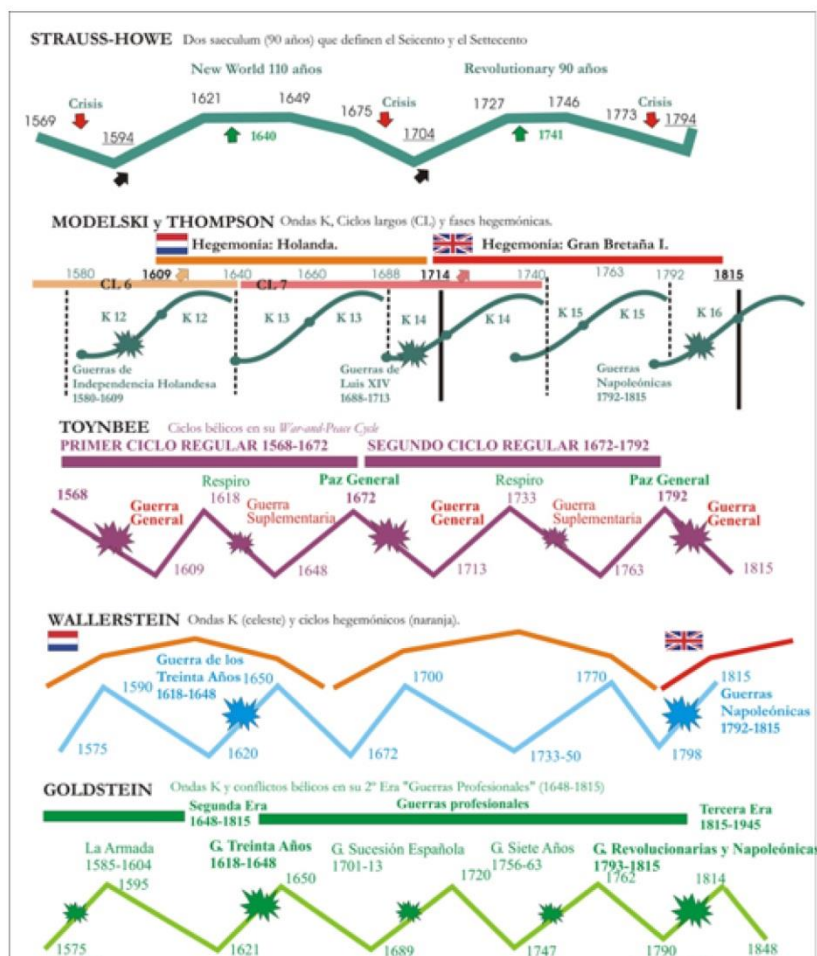 STRAUSS-HOWE Dos saeculum (90 años) que definen el Seicento y el Settecento
New World 110 años Revolutionary 90 años
1569 Crisis 1594 1621 1640 1649 1675 Crisis 1704 1727 1741 1746 1773 Crisis 1794
MODELSKI y THOMPSON Ondas K, Ciclos largos (CL) y fases hegemónicas.
Hegemonía: Holanda. Hegemonía: Gran Bretaña I.
1580 1609 1640 1660 1688 1714 1740 1763 1792 1815
CL 6 CL 7
K 12 K 12 K 13 K 13 K 14 K 14 K 15 K 15 K 16
Guerras de
Independencia Holandesa
1580-1609
Guerras de
Luis XIV
1688-1713
Guerras
Napoleónicas
1792-1815
TOYNBEE Ciclos bélicos en su War-and-Peace Cycle
PRIMER CICLO REGULAR 1568-1672 SEGUNDO CICLO REGULAR 1672-1792
1568
Guerra
General
1609
Respiro
1618
Guerra
Suplementaria
1648
Paz General
1672
Guerra
General
1713
Respiro
1733
Guerra
Suplementaria
1763
Paz General
1792
Guerra
General
1815
WALLERSTEIN Ondas K (celeste) y ciclos hegemónicos (naranja).
Guerra de los
Treinta Años
1618-1648
1575 1590 1620 1650 1672 1700 1733-50 1770 1798 1815
Guerras
Napoleónicas
1792-1815
GOLDSTEIN Ondas K y conflictos bélicos en su 2º Era "Guerras Profesionales" (1648-1815)
Segunda Era
1648-1815
Guerras profesionales
Tercera Era
1815-1945
La Armada
1585-1604
G. Treinta Años
1618-1648
G. Sucesión Española
1701-13
G. Siete Años
1756-63
G. Revolucionarias y Napoleónicas
1793-1815
1575 1595 1621 1650 1689 1720 1747 1762 1790 1814 1848